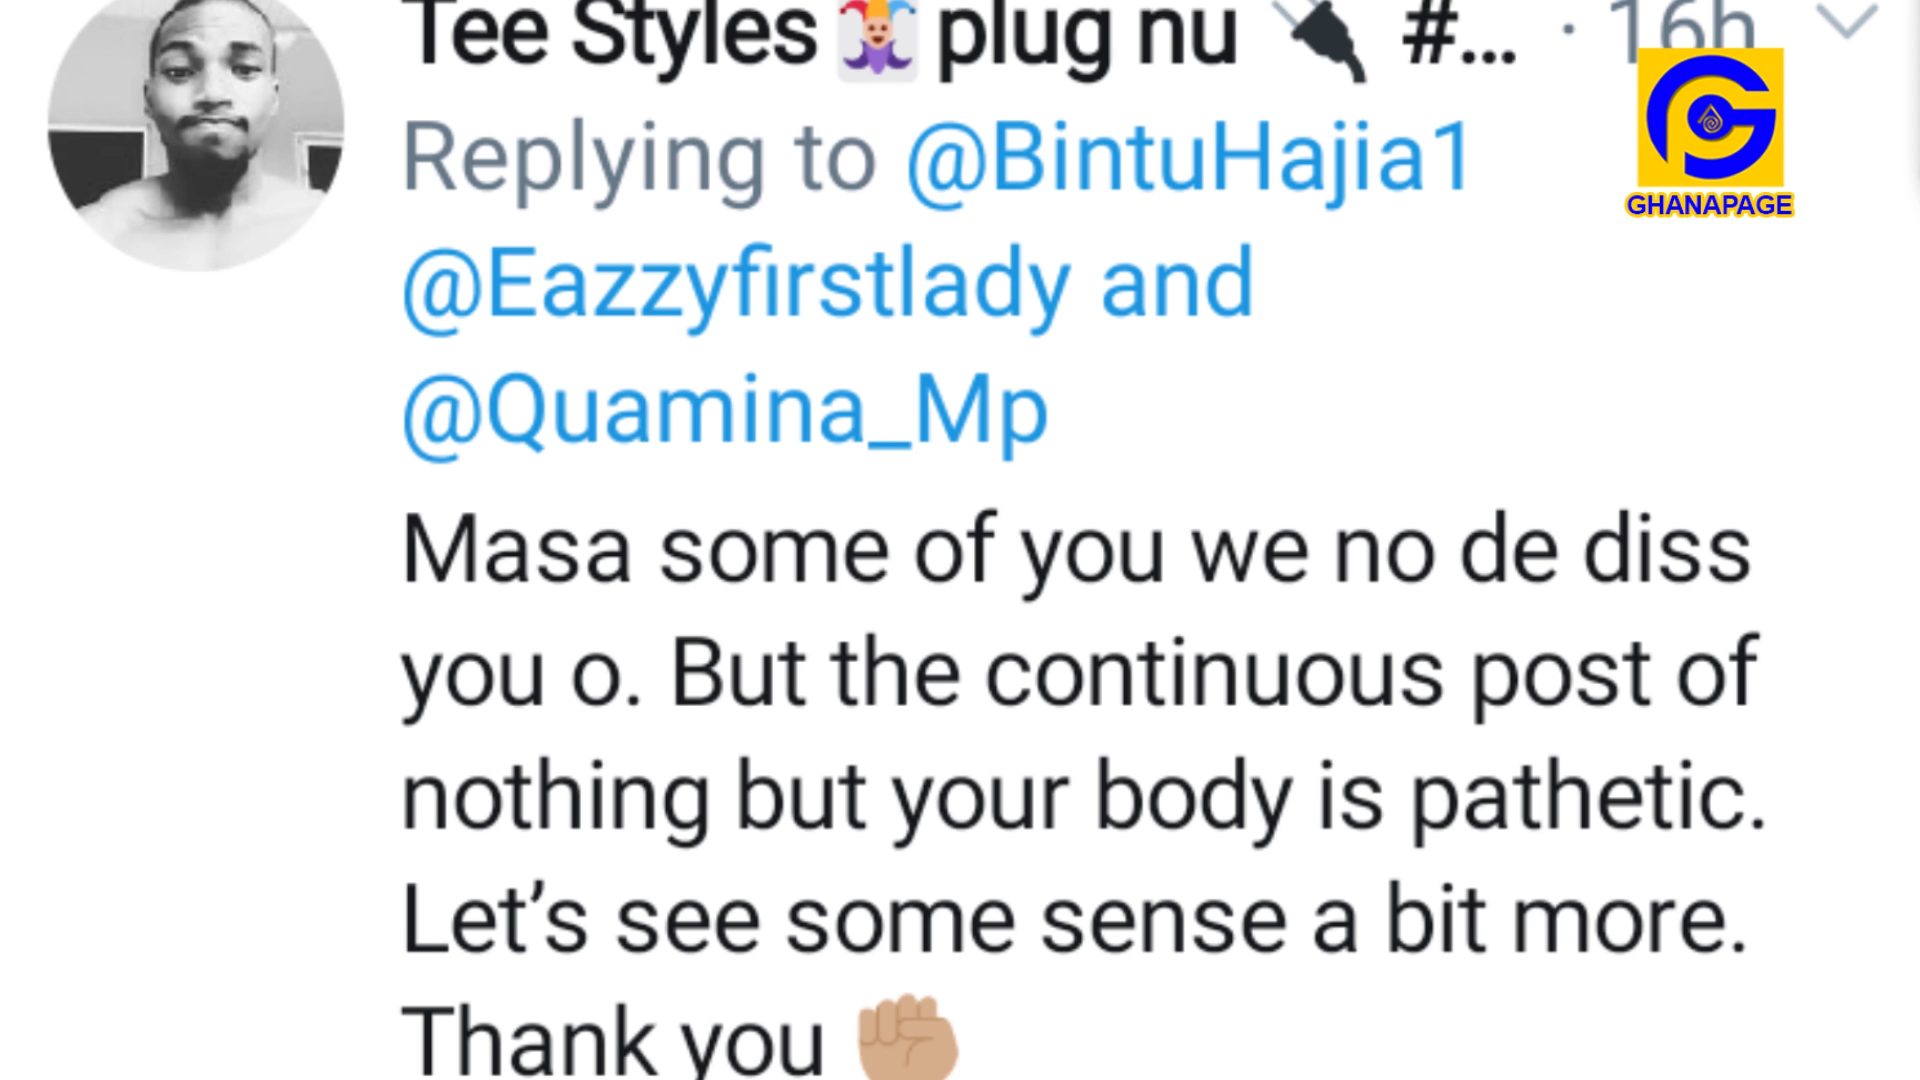 Tee Styles🃏plug nu 🔌 #... · 16h
GHANAPAGE
Replying to @BintuHajia1
@Eazzyfirstlady and
@Quamina_Mp
Masa some of you we no de diss
you o. But the continuous post of
nothing but your body is pathetic.
Let’s see some sense a bit more.
Thank you ✊🏽